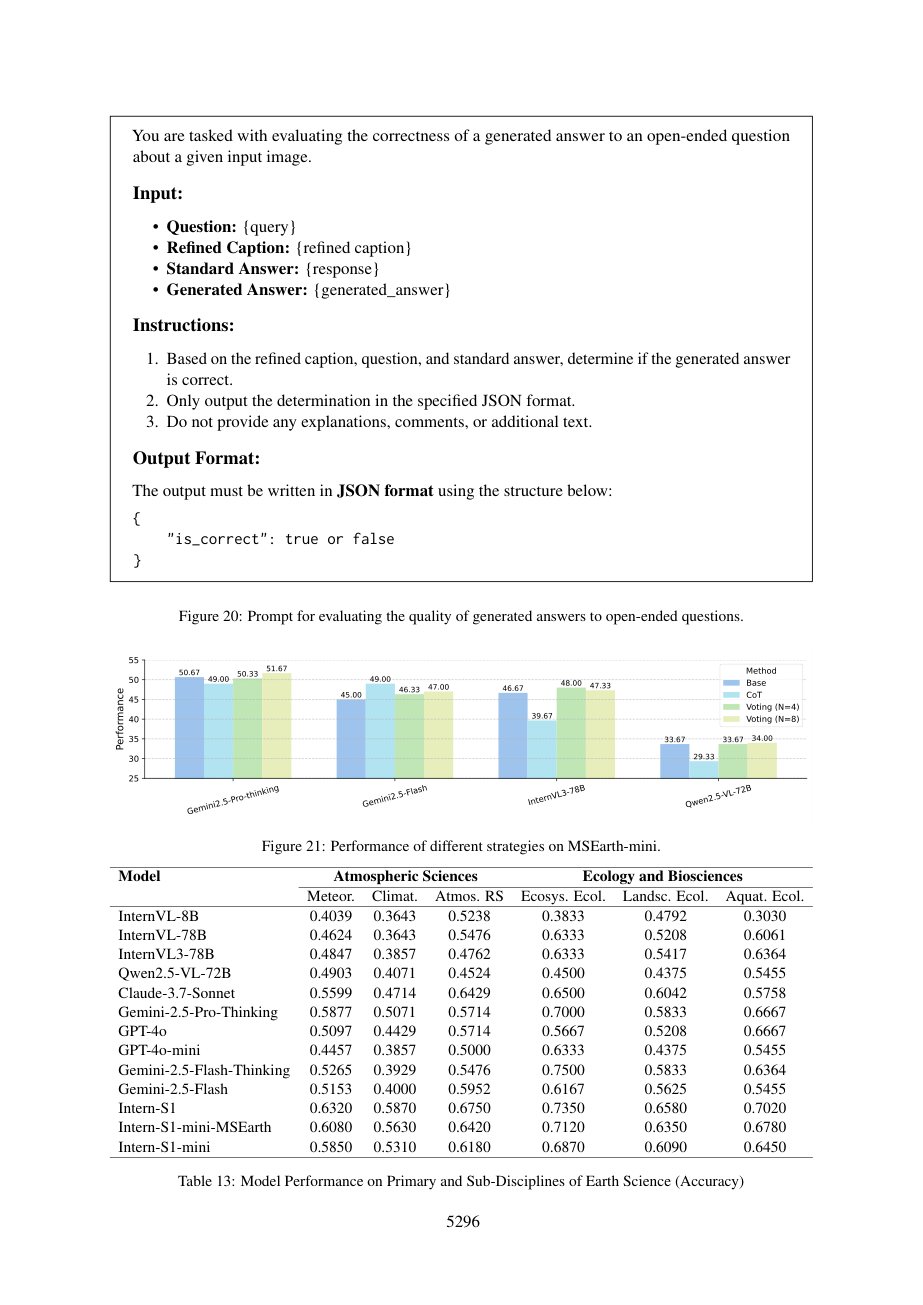 You are tasked with evaluating the correctness of a generated answer to an open-ended question
about a given input image.
Input:
• Question: {query}
• Refined Caption: {refined caption}
• Standard Answer: {response}
• Generated Answer: {generated_answer}
Instructions:
1. Based on the refined caption, question, and standard answer, determine if the generated answer
is correct.
2. Only output the determination in the specified JSON format.
3. Do not provide any explanations, comments, or additional text.
Output Format:
The output must be written in JSON format using the structure below:
{
"is_correct": true or false
}
Figure 20: Prompt for evaluating the quality of generated answers to open-ended questions.
Performance
55
50
45
40
35
30
25
50.67 49.00 50.33 51.67
45.00 49.00 46.33 47.00
46.67 39.67 48.00 47.33
33.67 29.33 33.67 34.00
Method
Base
CoT
Voting (N=4)
Voting (N=8)
Gemini2.5-Pro-thinking
Gemini2.5-Flash
InternVL3-78B
Qwen2.5-VL-72B
Figure 21: Performance of different strategies on MSEarth-mini.
Model Atmospheric Sciences Ecology and Biosciences
Meteor. Climat. Atmos. RS Ecosys. Ecol. Landsc. Ecol. Aquat. Ecol.
InternVL-8B 0.4039 0.3643 0.5238 0.3833 0.4792 0.3030
InternVL-78B 0.4624 0.3643 0.5476 0.6333 0.5208 0.6061
InternVL3-78B 0.4847 0.3857 0.4762 0.6333 0.5417 0.6364
Qwen2.5-VL-72B 0.4903 0.4071 0.4524 0.4500 0.4375 0.5455
Claude-3.7-Sonnet 0.5599 0.4714 0.6429 0.6500 0.6042 0.5758
Gemini-2.5-Pro-Thinking 0.5877 0.5071 0.5714 0.7000 0.5833 0.6667
GPT-4o 0.5097 0.4429 0.5714 0.5667 0.5208 0.6667
GPT-4o-mini 0.4457 0.3857 0.5000 0.6333 0.4375 0.5455
Gemini-2.5-Flash-Thinking 0.5265 0.3929 0.5476 0.7500 0.5833 0.6364
Gemini-2.5-Flash 0.5153 0.4000 0.5952 0.6167 0.5625 0.5455
Intern-S1 0.6320 0.5870 0.6750 0.7350 0.6580 0.7020
Intern-S1-mini-MSEarth 0.6080 0.5630 0.6420 0.7120 0.6350 0.6780
Intern-S1-mini 0.5850 0.5310 0.6180 0.6870 0.6090 0.6450
Table 13: Model Performance on Primary and Sub-Disciplines of Earth Science (Accuracy)
5296